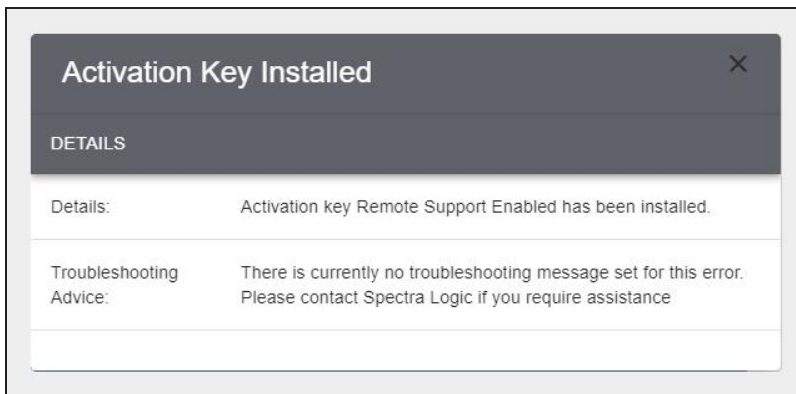 Activation Key Installed
DETAILS
Details: Activation key Remote Support Enabled has been installed.
Troubleshooting Advice: There is currently no troubleshooting message set for this error.
Please contact Spectra Logic if you require assistance